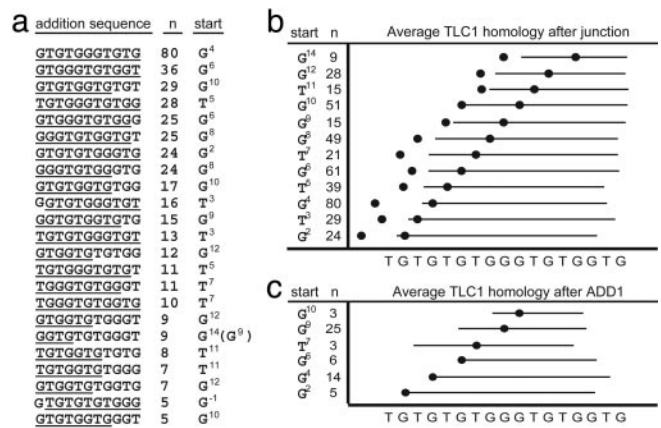 a
addition sequence n start
GTGTGGGTGTG 80 G⁴
GTGGGTGTGGT 36 G⁶
GTGTGGTGTGT 29 G¹⁰
TGTGGGTGTGG 28 T⁵
GTGGGTGTGGG 25 G⁶
GGGTGTGGTGT 25 G⁸
GTGTGTGGGTG 24 G²
GGGTGTGGGTG 24 G⁸
GTGTGGTGTGG 17 G¹⁰
GGTGTGGGTGT 16 T³
GGTGTGGTGTG 15 G⁹
TGTGTGGGTGT 13 T³
GTGGTGTGTGG 12 G¹²
TGTGGGTGTGT 11 T⁵
TGGGTGTGGGT 11 T⁷
TGGGTGTGGTG 10 T⁷
GTGGTGTGGGT 9 G¹²
GGTGTGGGTGT 9 G¹⁴(G⁹)
TGTGGTGTGTG 8 T¹¹
TGTGGTGTGGG 7 T¹¹
GTGGTGTGGTG 7 G¹²
GTGTGTGTGGG 5 G⁻¹
GTGTGGTGGGT 5 G¹⁰
b
start n Average TLC1 homology after junction
G¹⁴ 9
G¹² 28
T¹¹ 15
G¹⁰ 51
G⁹ 15
G⁸ 49
T⁷ 21
G⁶ 61
T⁵ 39
G⁴ 80
T³ 29
G² 24
T G T G T G T G G G T G T G G T G
c
start n Average TLC1 homology after ADD1
G¹⁰ 3
G⁹ 25
T⁷ 3
G⁶ 6
G⁴ 14
G² 5
T G T G T G T G G G T G T G G T G